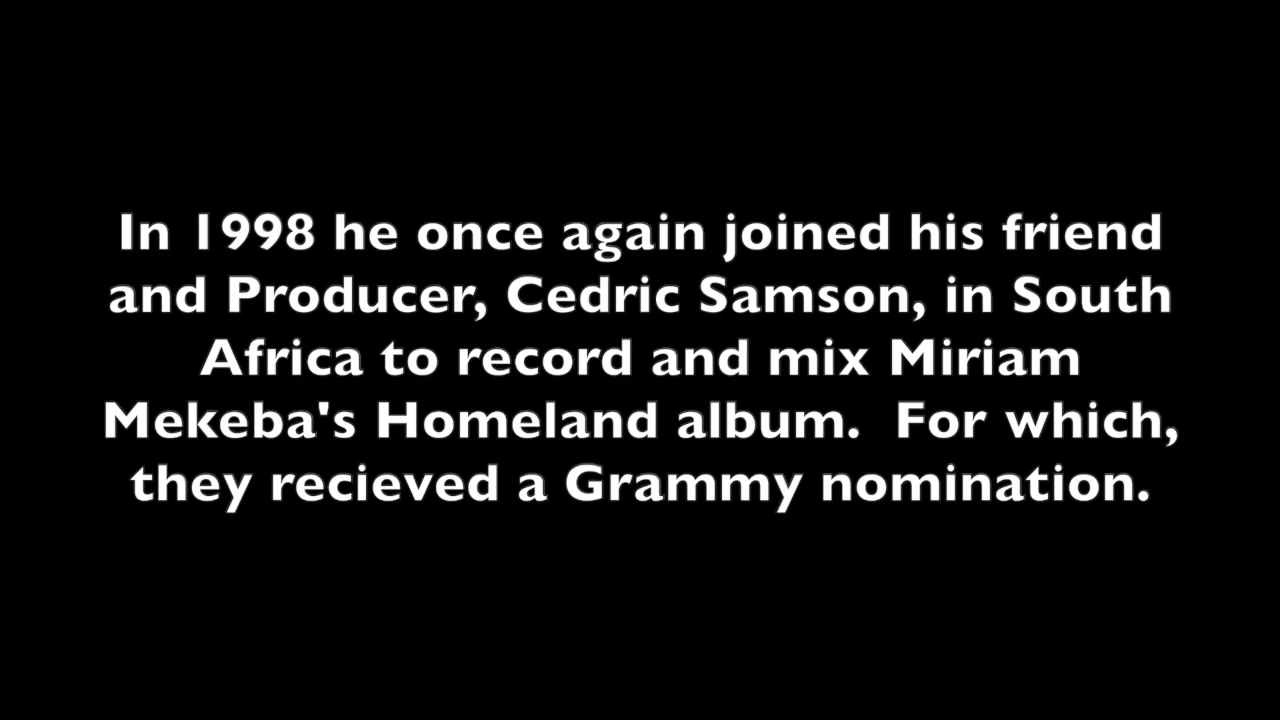 In 1998 he once again joined his friend
and Producer, Cedric Samson, in South
Africa to record and mix Miriam
Mekeba's Homeland album.  For which,
they recieved a Grammy nomination.